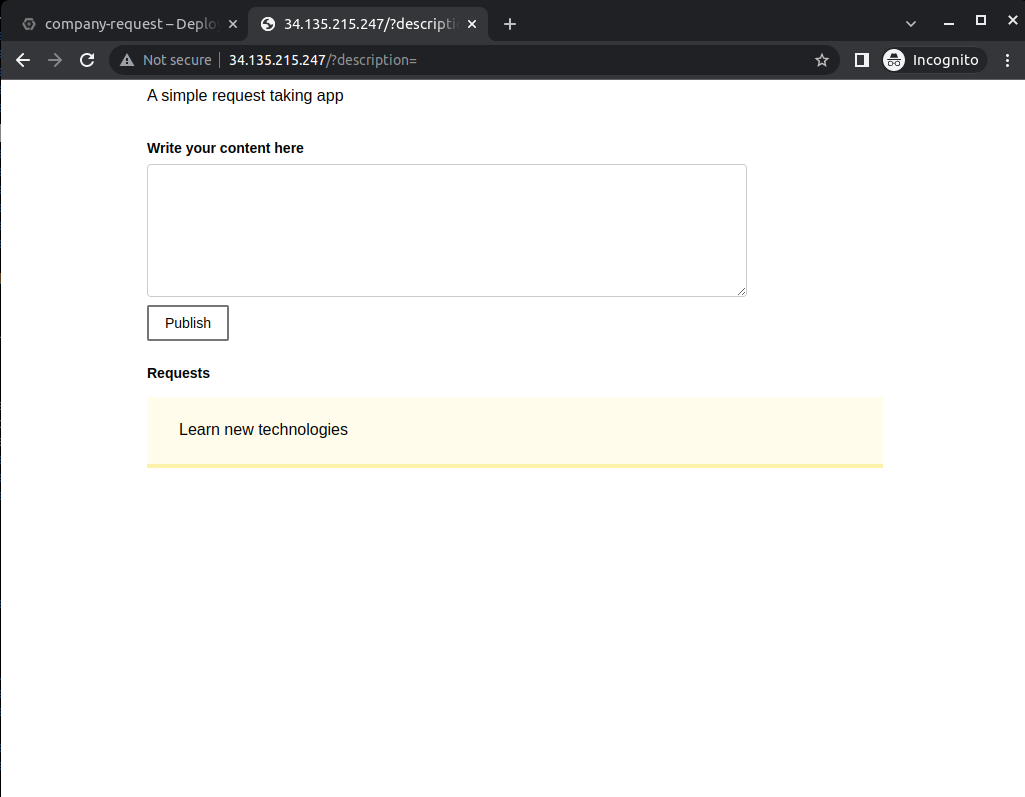 company-request – Deplo
34.135.215.247/?descripti
Not secure
34.135.215.247/?description=
Incognito
A simple request taking app
Write your content here
Publish
Requests
Learn new technologies